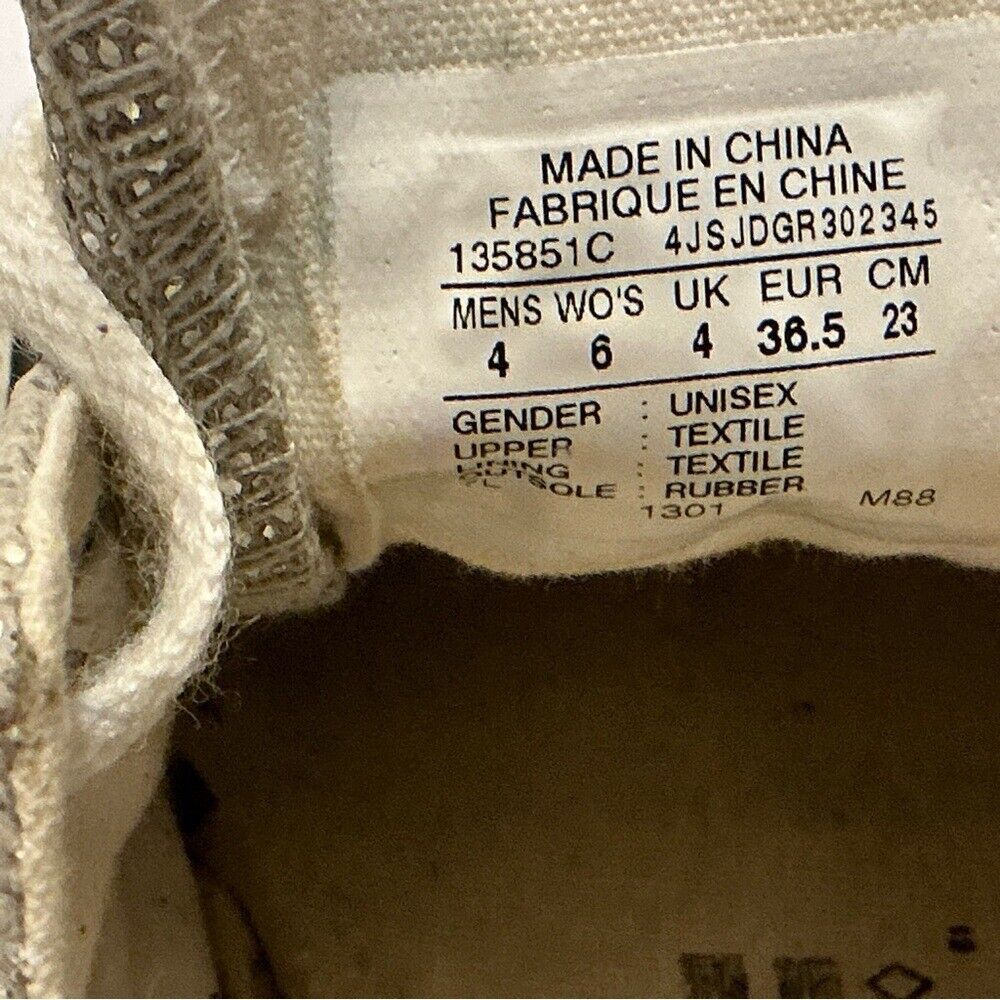 MADE IN CHINA
FABRIQUE EN CHINE
135851C 4JSJDGR302345
MENS WO'S UK EUR CM
4 6 4 36.5 23
GENDER : UNISEX
UPPER : TEXTILE
LINING : TEXTILE
: RUBBER
1301 M88